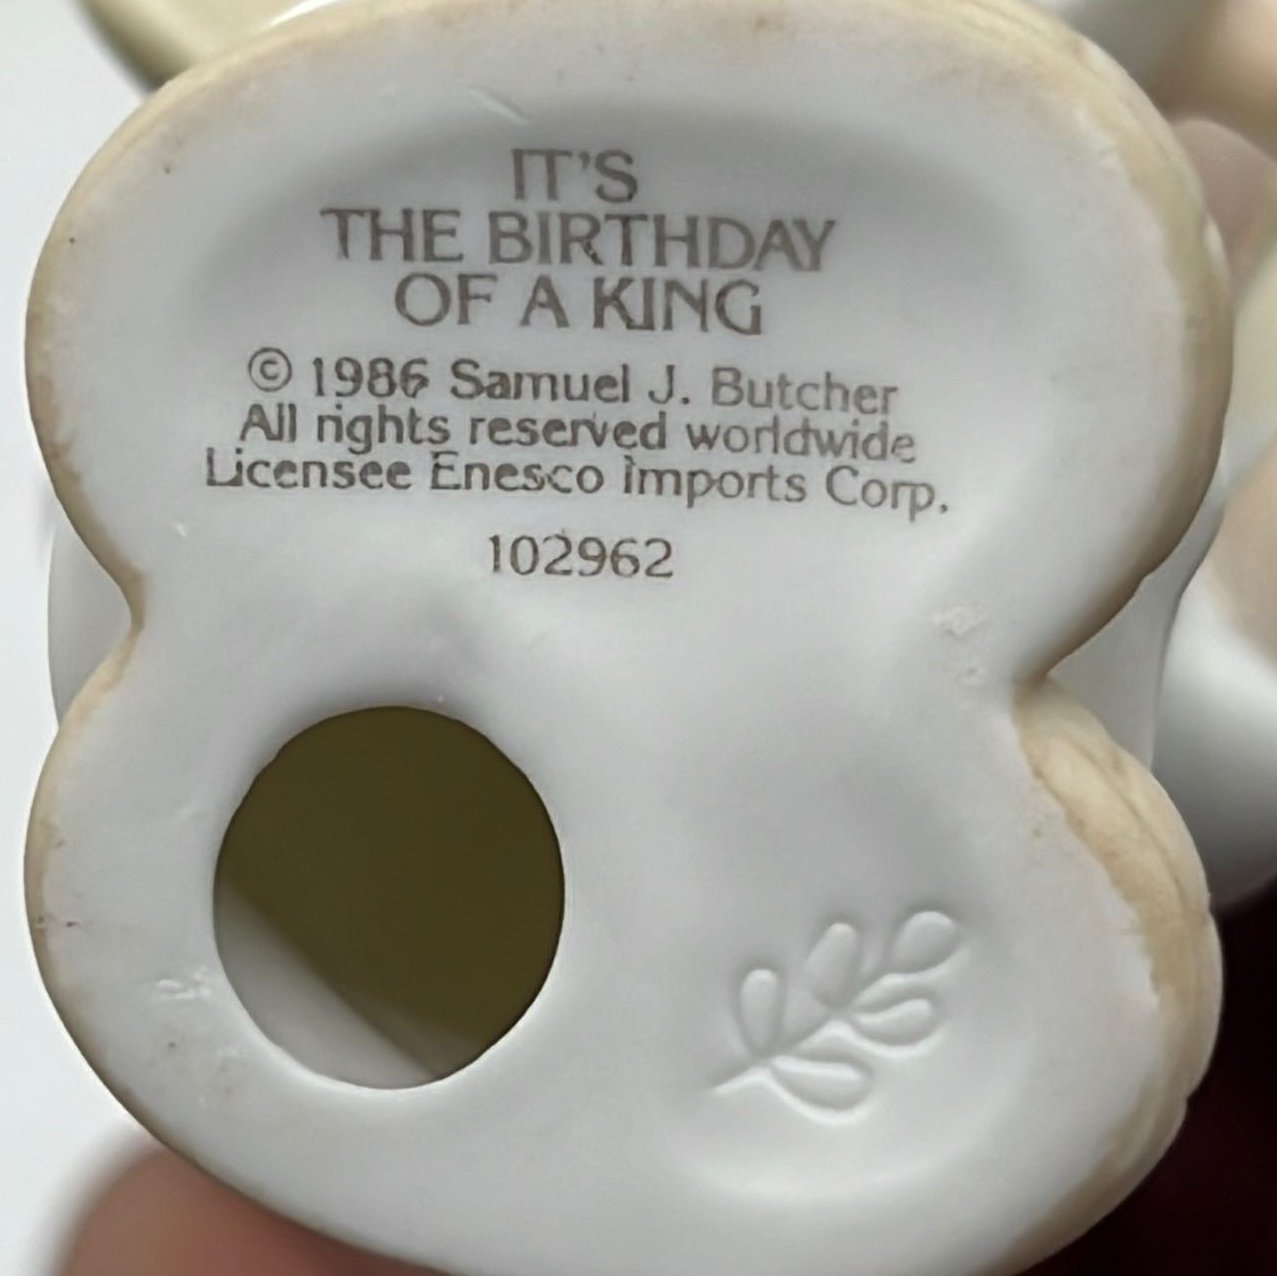 IT'S
THE BIRTHDAY
OF A KING
© 1986 Samuel J. Butcher
All rights reserved worldwide
Licensee Enesco Imports Corp.
102962